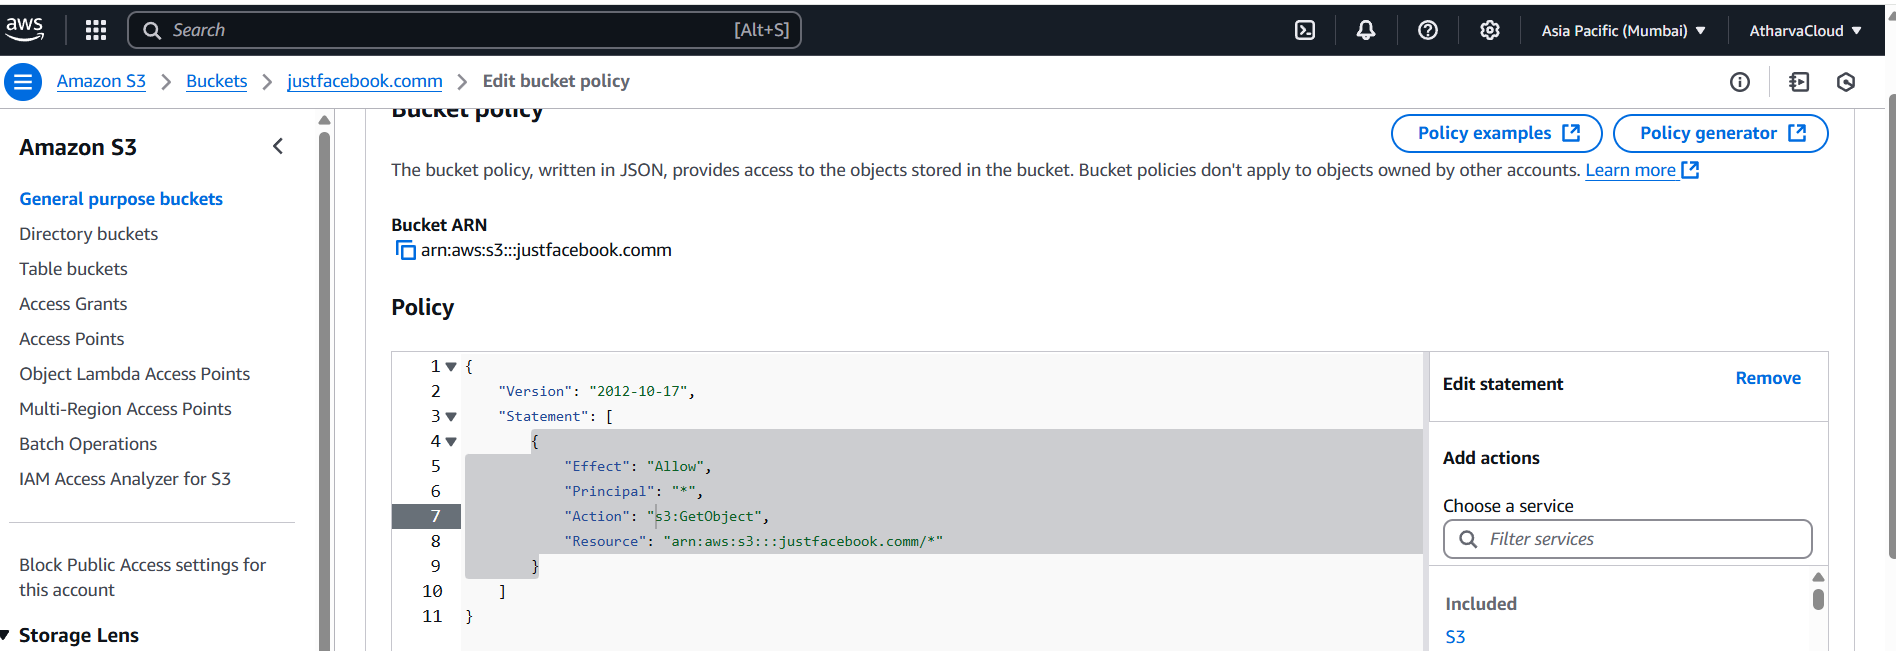 aws
Search [Alt+S]
Asia Pacific (Mumbai)
AtharvaCloud
Amazon S3
Buckets
justfacebook.comm
Edit bucket policy
Amazon S3
General purpose buckets
Directory buckets
Table buckets
Access Grants
Access Points
Object Lambda Access Points
Multi-Region Access Points
Batch Operations
IAM Access Analyzer for S3
Block Public Access settings for
this account
Storage Lens
Bucket policy
Policy examples
Policy generator
The bucket policy, written in JSON, provides access to the objects stored in the bucket. Bucket policies don't apply to objects owned by other accounts. Learn more
Bucket ARN
arn:aws:s3:::justfacebook.comm
Policy
1 {
2 "Version": "2012-10-17",
3 "Statement": [
4 {
5 "Effect": "Allow",
6 "Principal": "*",
7 "Action": "s3:GetObject",
8 "Resource": "arn:aws:s3:::justfacebook.comm/*"
9 }
10 ]
11 }
Edit statement
Remove
Add actions
Choose a service
Filter services
Included
S3